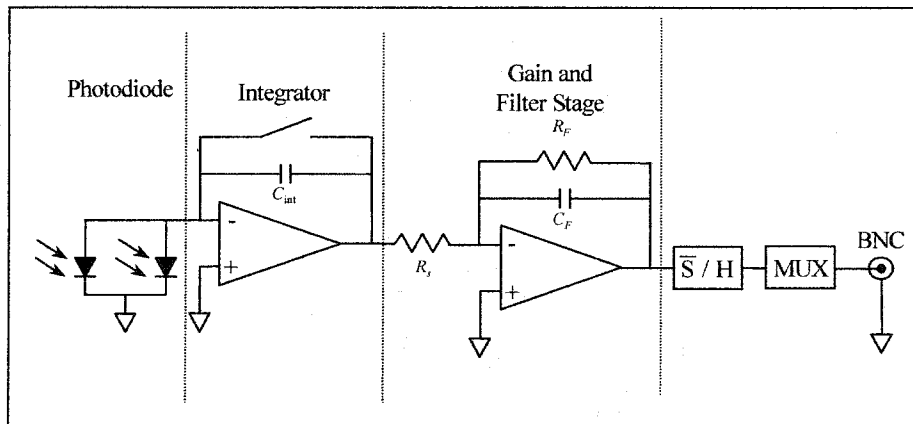 Photodiode
Integrator
Gain and
Filter Stage
R_F
C_int
C_F
-
+
R_s
-
+
S̅ / H
MUX
BNC